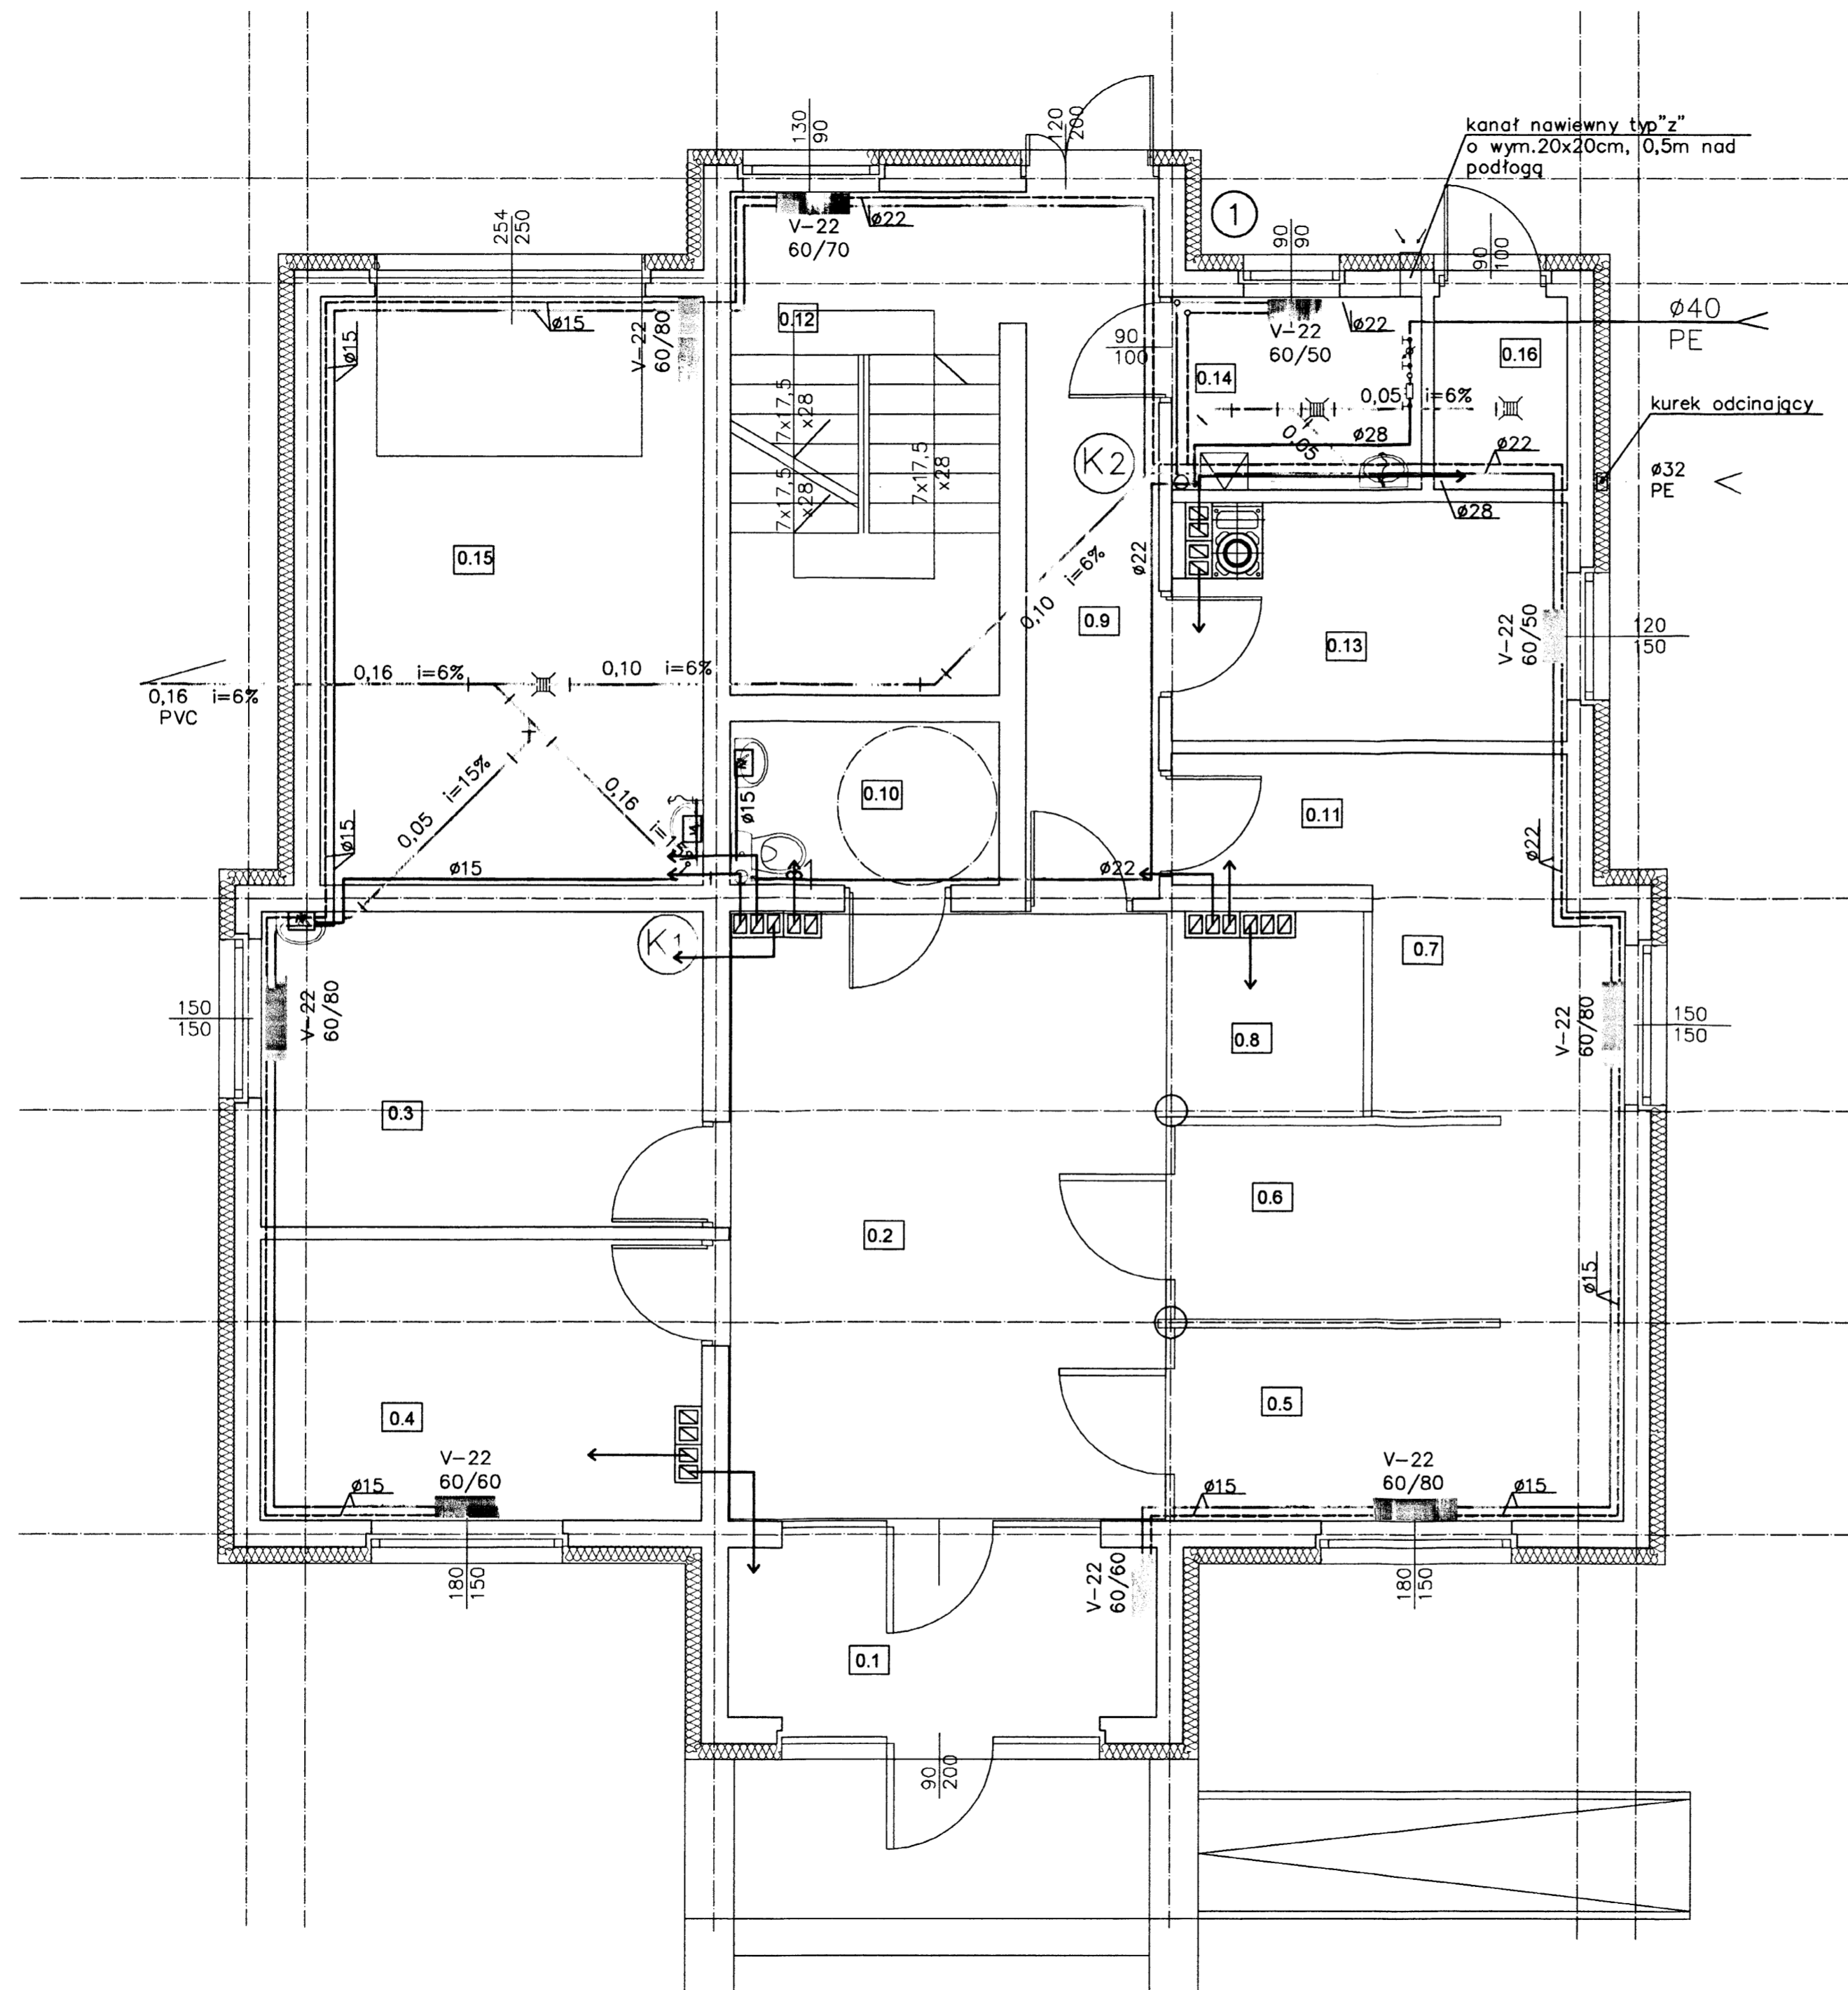 kanał nawiewny typ"z"
o wym.20x20cm, 0,5m nad
podłogą
130
90
120
200
1
V-22
60/70
ø22
254
250
90
90
90
100
ø40
PE
ø15
V-22
60/80
0.12
V-22
60/50
ø22
ø15
90
100
0.14
0.16
0,05
i=6%
kurek odcinający
7x17,5
x28
7x17,5
x28
7x17,5
x28
K2
0,05
ø28
ø22
ø32
PE
ø28
0.15
ø22
0,10
i=6%
0.9
0.13
V-22
60/50
120
150
0,16
i=6%
0,10
i=6%
0,16
i=6%
PVC
0,05
i=15%
0,16
ø15
0.10
0.11
ø22
ø15
ø15
ø22
K1
0.7
150
150
V-22
60/80
0.8
V-22
60/80
150
150
0.3
0.6
0.2
ø15
0.4
0.5
V-22
60/60
ø15
V-22
60/80
ø15
ø15
180
150
V-22
60/60
180
150
0.1
90
200